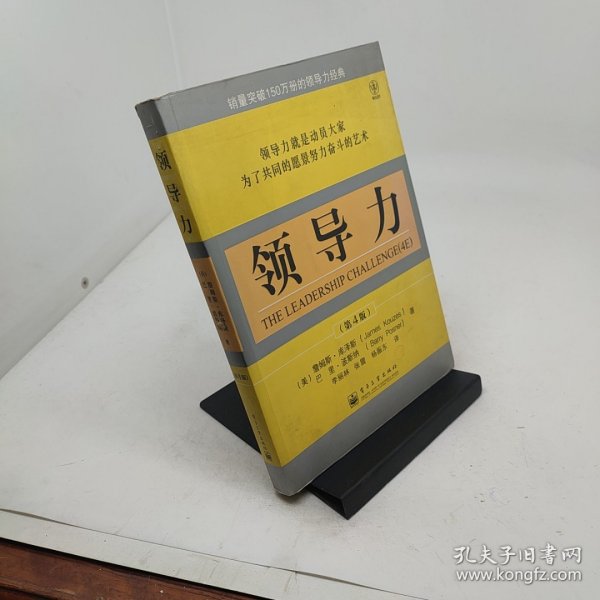 销量突破150万册的领导力经典
领导力就是动员大家
为了共同的愿景努力奋斗的艺术
领导力
THE LEADERSHIP CHALLENGE(4E)
(第4版)
詹姆斯·库泽斯 (James Kouzes)
(美) 著
巴里·波斯纳 (Barry Posner)
李丽林 张震 杨振东 译
电子工业出版社
领导力
孔夫子旧书网
www.kongfz.com